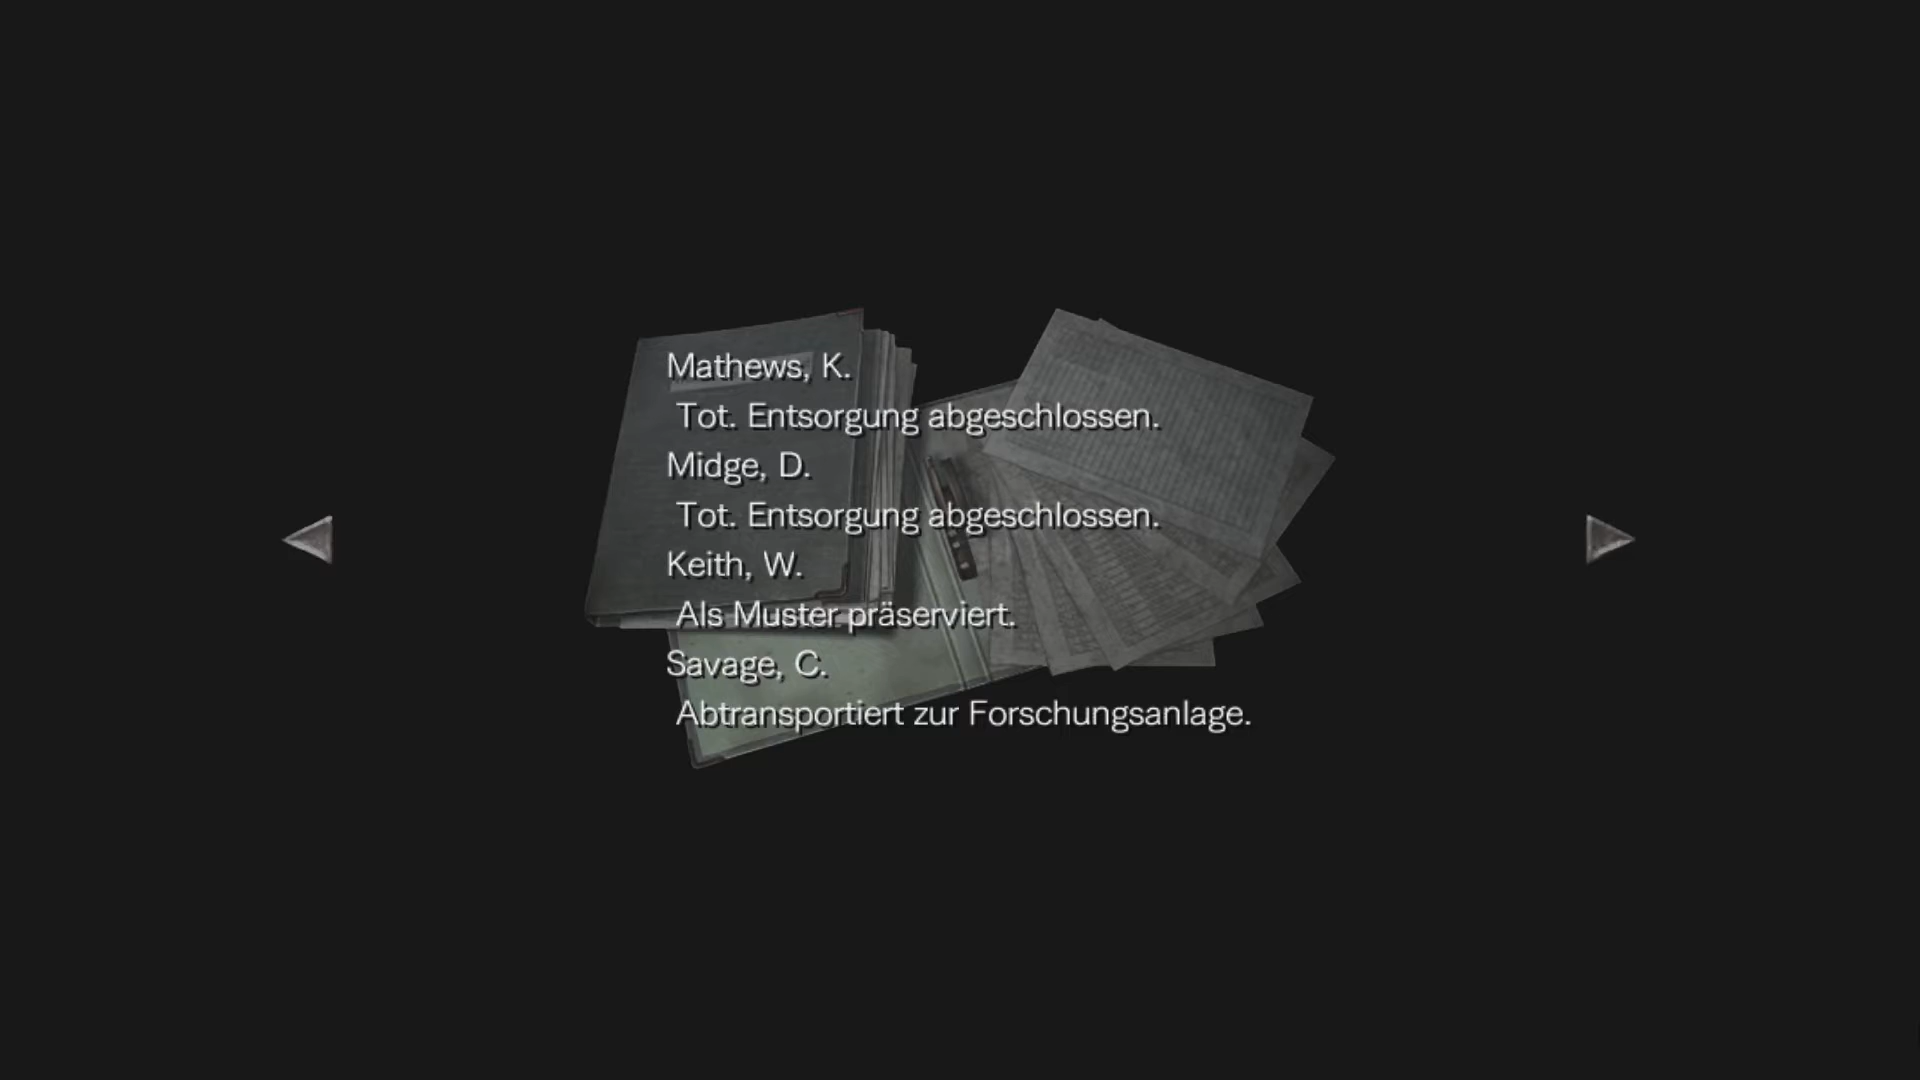 Mathews, K.
Tot. Entsorgung abgeschlossen.
Midge, D.
Tot. Entsorgung abgeschlossen.
Keith, W.
Als Muster präserviert.
Savage, C.
Abtransportiert zur Forschungsanlage.